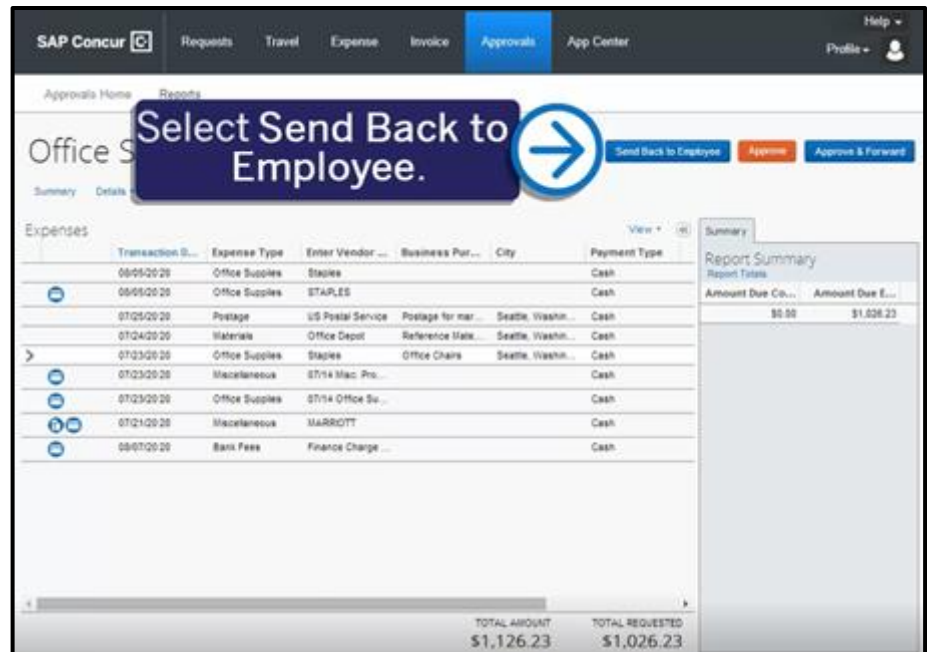 Help
SAP Concur C Requests Travel Expense Invoice Approvals App Center
Profile
Approvals Home Reports
Select Send Back to
Employee.
Office S
Send Back to Employee Approve Approve & Forward
Summary Details
Expenses
View
Summary
Transaction D... Expense Type Enter Vendor ... Business Pur... City Payment Type
Report Summary
Report Totals
08/05/2020 Office Supplies Staples Cash
Amount Due Co... Amount Due E...
08/05/2020 Office Supplies STAPLES Cash
$0.00 $1,026.23
07/25/2020 Postage US Postal Service Postage for mar... Seattle, Washin... Cash
07/24/2020 Materials Office Depot Reference Mate... Seattle, Washin... Cash
07/23/2020 Office Supplies Staples Office Chairs Seattle, Washin... Cash
07/23/2020 Miscellaneous 07/14 Misc. Pro...  Cash
07/23/2020 Office Supplies 07/14 Office Su... Cash
07/21/2020 Miscellaneous MARRIOTT Cash
08/07/2020 Bank Fees Finance Charge ... Cash
TOTAL AMOUNT TOTAL REQUESTED
$1,126.23 $1,026.23